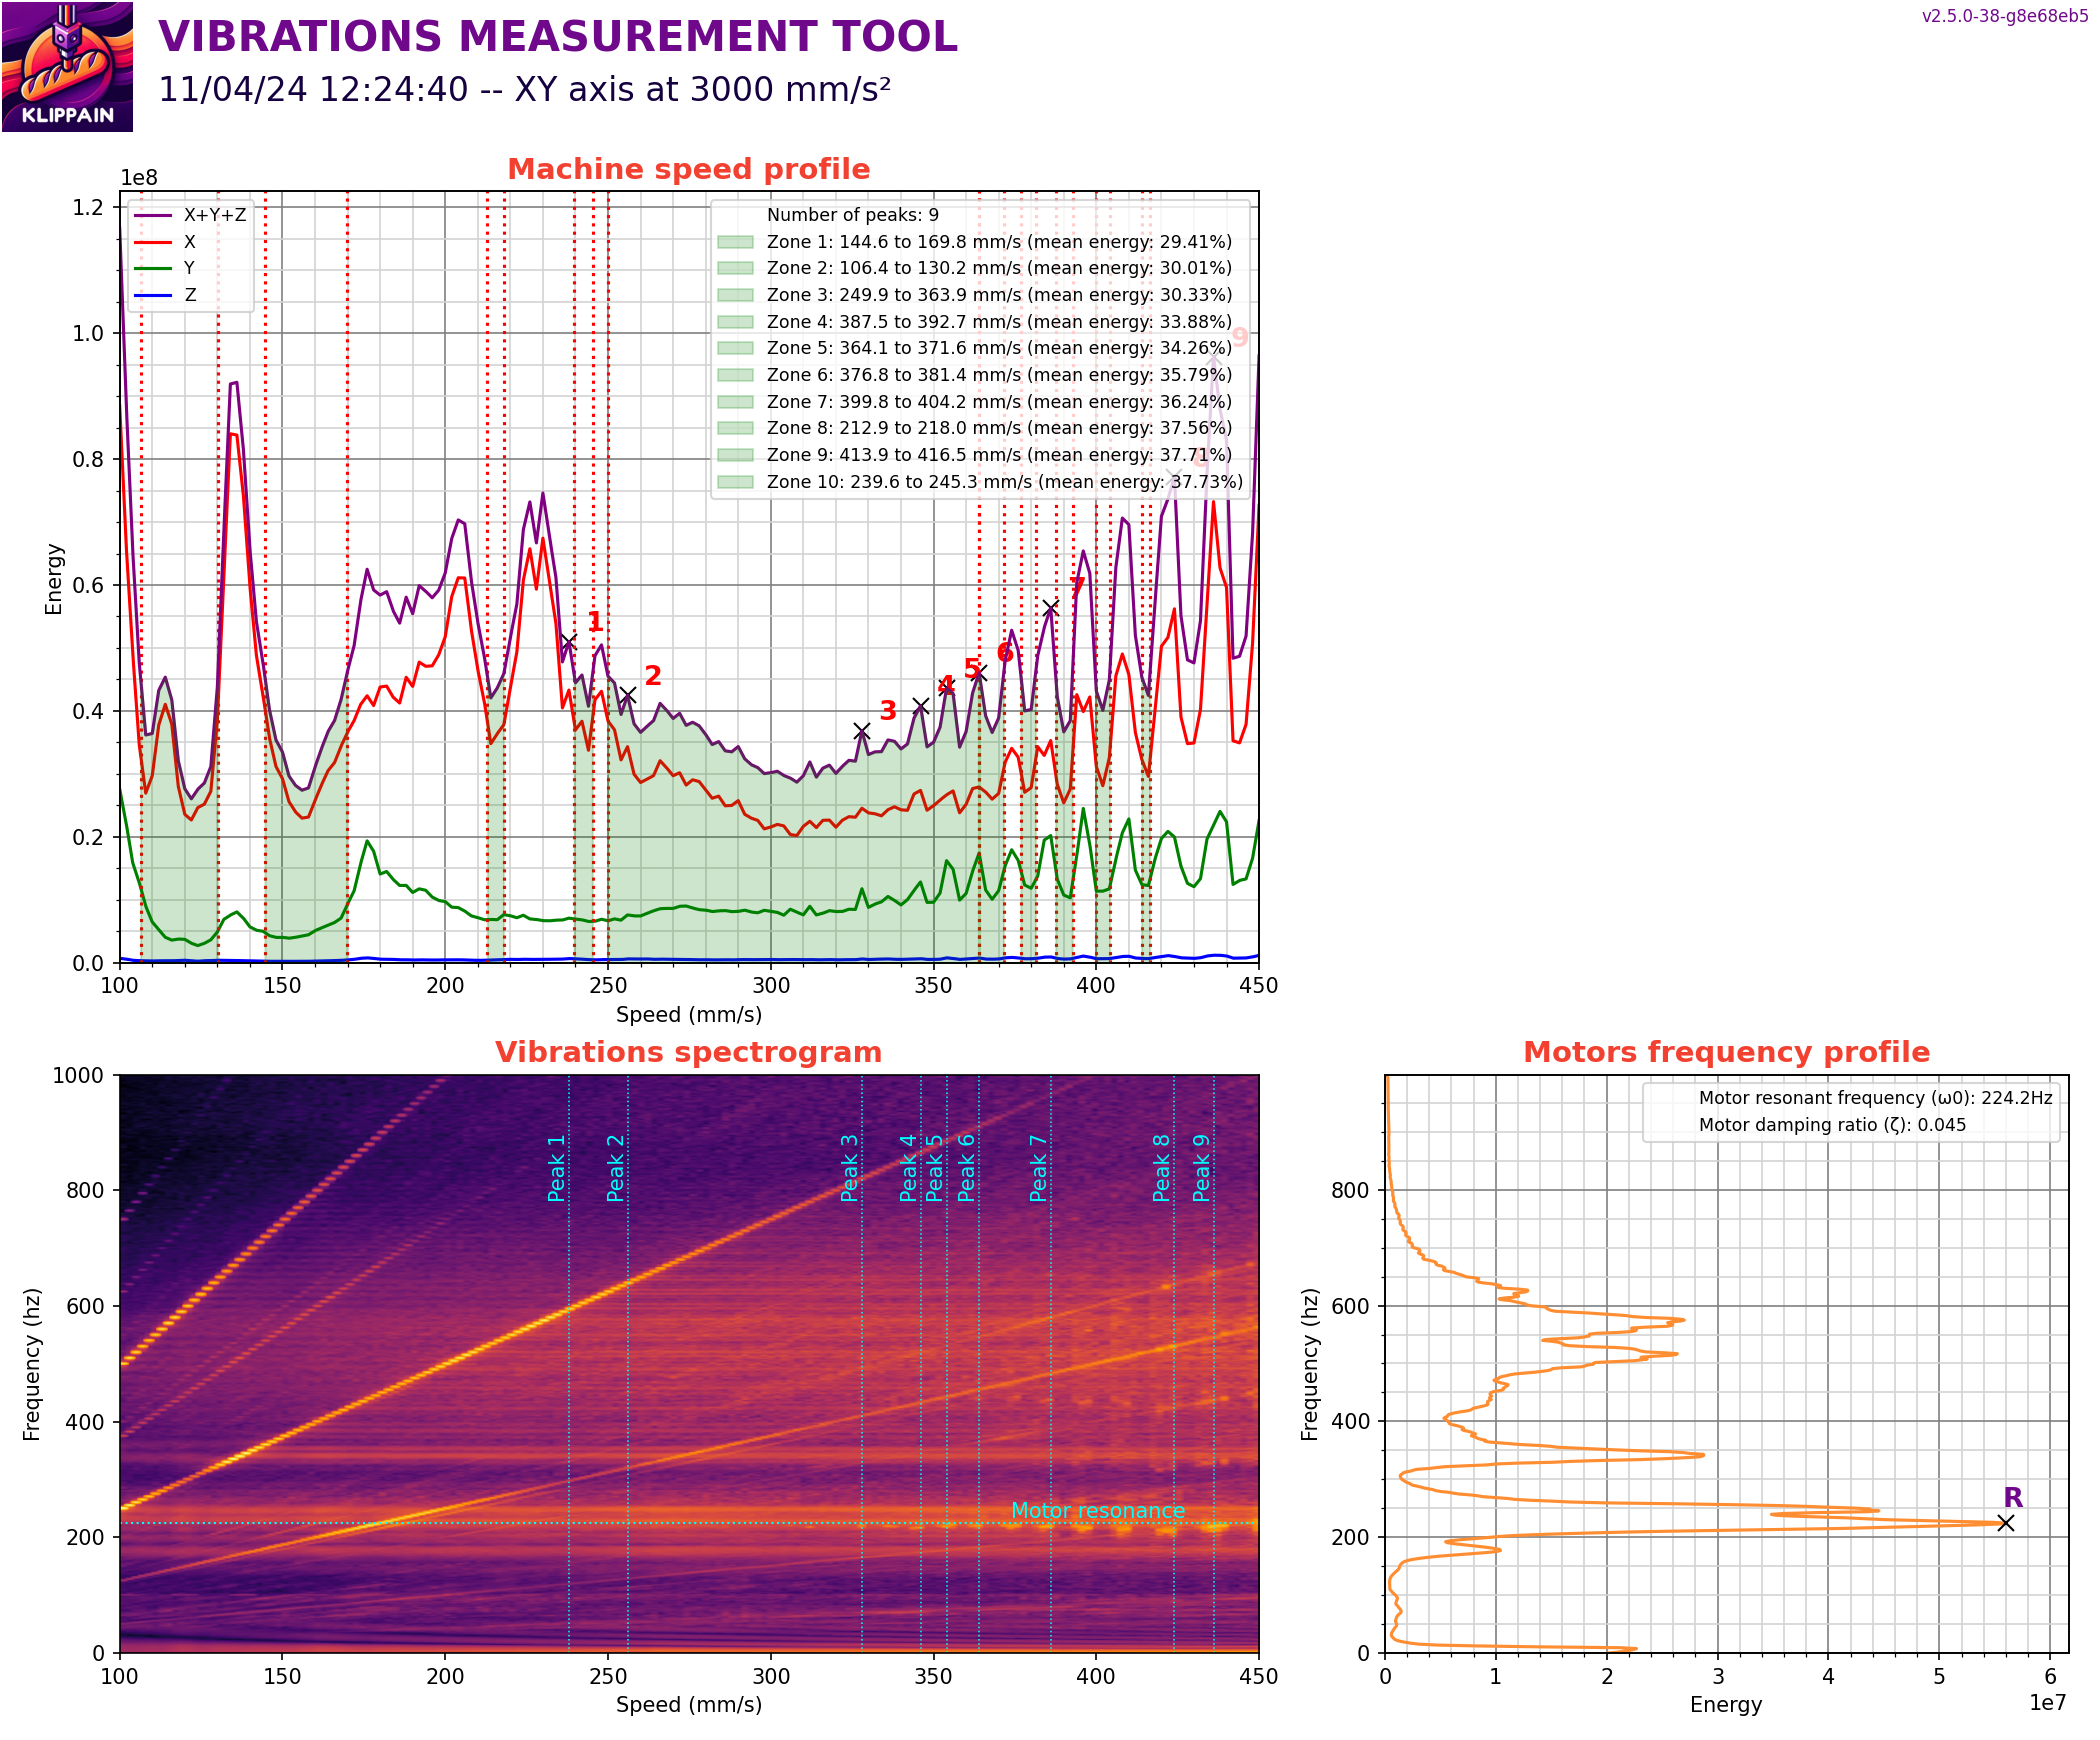 VIBRATIONS MEASUREMENT TOOL
v2.5.0-38-g8e68eb5
11/04/24 12:24:40 -- XY axis at 3000 mm/s²
KLIPPAIN
Machine speed profile
1e8
X+Y+Z
X
Y
Z
Number of peaks: 9
Zone 1: 144.6 to 169.8 mm/s (mean energy: 29.41%)
Zone 2: 106.4 to 130.2 mm/s (mean energy: 30.01%)
Zone 3: 249.9 to 363.9 mm/s (mean energy: 30.33%)
Zone 4: 387.5 to 392.7 mm/s (mean energy: 33.88%)
Zone 5: 364.1 to 371.6 mm/s (mean energy: 34.26%)
Zone 6: 376.8 to 381.4 mm/s (mean energy: 35.79%)
Zone 7: 399.8 to 404.2 mm/s (mean energy: 36.24%)
Zone 8: 212.9 to 218.0 mm/s (mean energy: 37.56%)
Zone 9: 413.9 to 416.5 mm/s (mean energy: 37.71%)
Zone 10: 239.6 to 245.3 mm/s (mean energy: 37.73%)
1.2
1.0
0.8
0.6
0.4
0.2
0.0
Energy
1
2
3
4
5
6
7
8
9
100 150 200 250 300 350 400 450
Speed (mm/s)
Vibrations spectrogram
1000
800
600
400
200
0
Frequency (hz)
Peak 1
Peak 2
Peak 3
Peak 4
Peak 5
Peak 6
Peak 7
Peak 8
Peak 9
Motor resonance
100 150 200 250 300 350 400 450
Speed (mm/s)
Motors frequency profile
Motor resonant frequency (ω0): 224.2Hz
Motor damping ratio (ζ): 0.045
800
600
400
200
0
Frequency (hz)
R
0 1 2 3 4 5 6
1e7
Energy